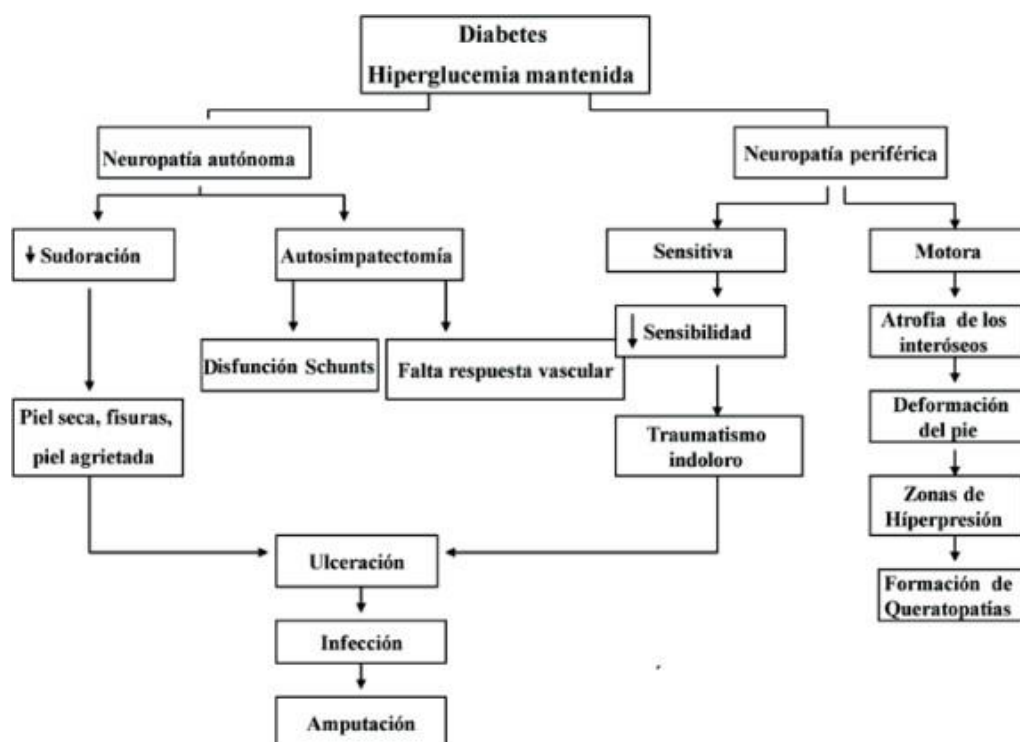 Diabetes
Hiperglucemia mantenida
Neuropatía autónoma
Neuropatía periférica
↓ Sudoración
Autosimpatectomía
Sensitiva
Motora
↓ Sensibilidad
Atrofia de los
interóseos
Disfunción Schunts
Falta respuesta vascular
Piel seca, fisuras,
piel agrietada
Traumatismo
indoloro
Deformación
del pie
Zonas de
Híperpresión
Ulceración
Formación de
Queratopatías
Infección
Amputación